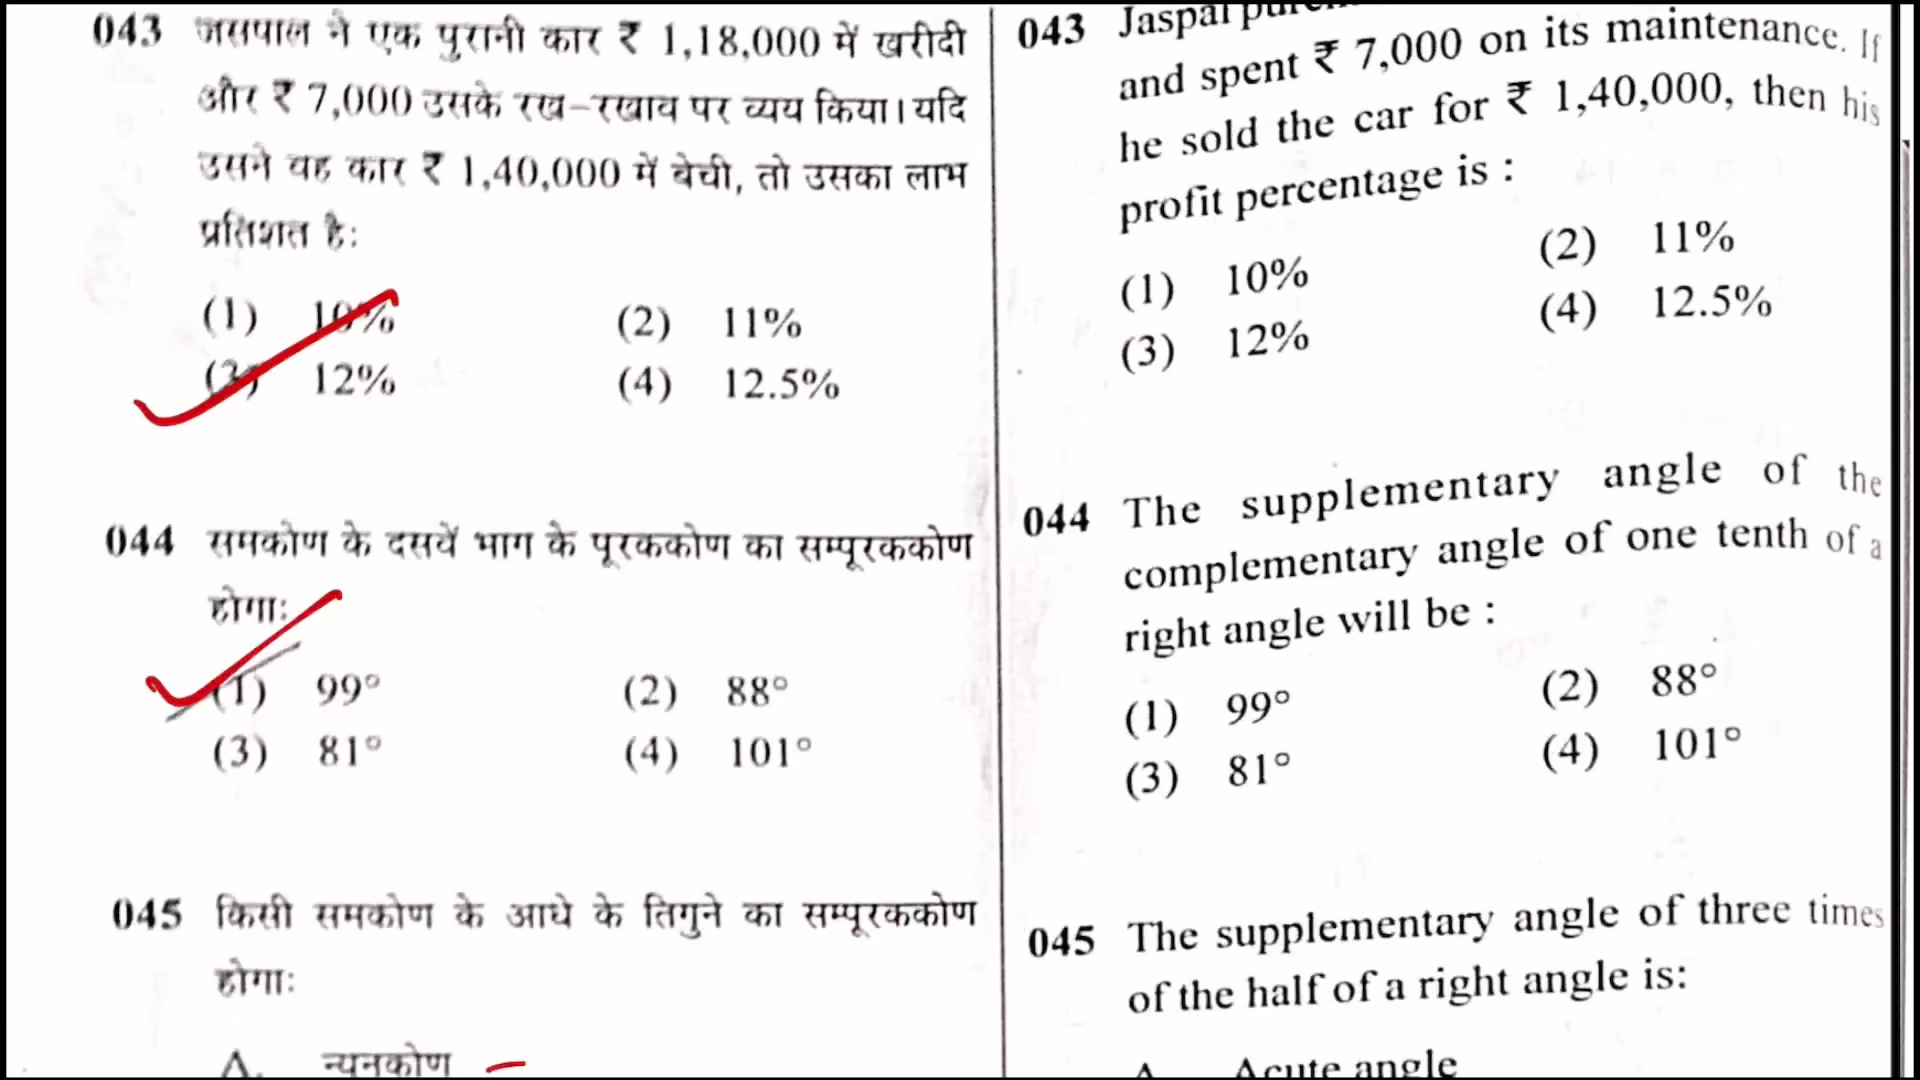 043 जसपाल ने एक पुरानी कार ₹ 1,18,000 में खरीदी
और ₹ 7,000 उसके रख-रखाव पर व्यय किया। यदि
उसने वह कार ₹ 1,40,000 में बेची, तो उसका लाभ
प्रतिशत है:
(1) 10% (2) 11%
(3) 12% (4) 12.5%
044 समकोण के दसवें भाग के पूरककोण का सम्पूरककोण
होगा:
(1) 99° (2) 88°
(3) 81° (4) 101°
045 किसी समकोण के आधे के तिगुने का सम्पूरककोण
होगा:
A. न्यूनकोण
043 Jaspal
and spent ₹ 7,000 on its maintenance. If
he sold the car for ₹ 1,40,000, then his
profit percentage is :
(1) 10% (2) 11%
(3) 12% (4) 12.5%
044 The supplementary angle of the
complementary angle of one tenth of a
right angle will be :
(1) 99° (2) 88°
(3) 81° (4) 101°
045 The supplementary angle of three times
of the half of a right angle is:
A. Acute angle